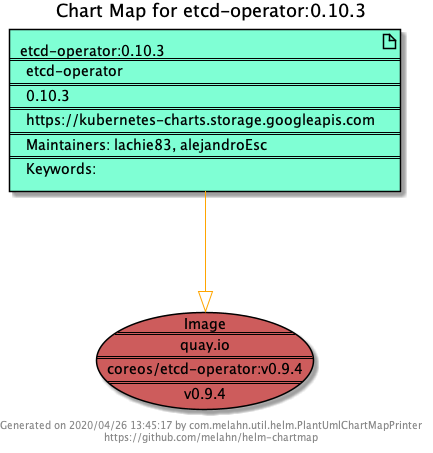 Chart Map for etcd-operator:0.10.3
etcd-operator:0.10.3
etcd-operator
0.10.3
https://kubernetes-charts.storage.googleapis.com
Maintainers: lachie83, alejandroEsc
Keywords:
Image
quay.io
coreos/etcd-operator:v0.9.4
v0.9.4
Generated on 2020/04/26 13:45:17 by com.melahn.util.helm.PlantUmlChartMapPrinter
https://github.com/melahn/helm-chartmap